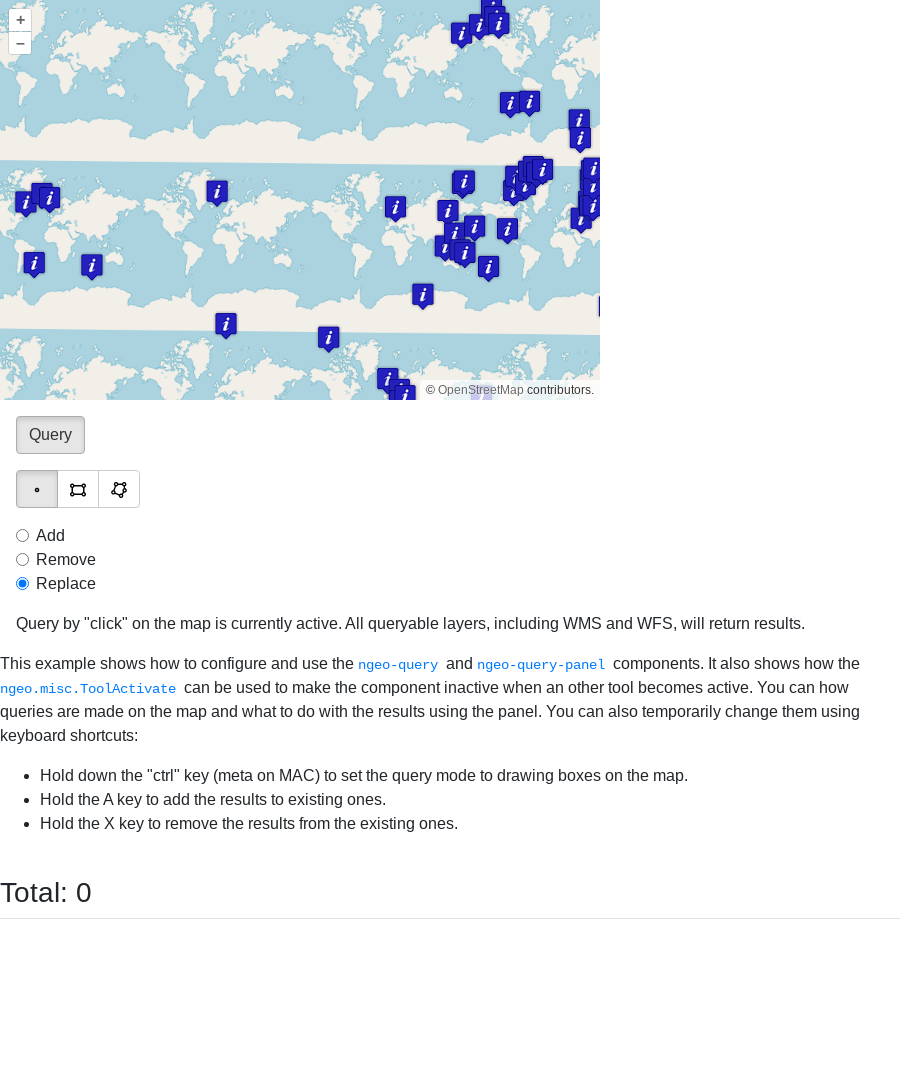 +
−
© OpenStreetMap contributors.
Query
Add
Remove
Replace
Query by "click" on the map is currently active. All queryable layers, including WMS and WFS, will return results.
This example shows how to configure and use the ngeo-query and ngeo-query-panel components. It also shows how the
ngeo.misc.ToolActivate can be used to make the component inactive when an other tool becomes active. You can how
queries are made on the map and what to do with the results using the panel. You can also temporarily change them using
keyboard shortcuts:
Hold down the "ctrl" key (meta on MAC) to set the query mode to drawing boxes on the map.
Hold the A key to add the results to existing ones.
Hold the X key to remove the results from the existing ones.
Total: 0